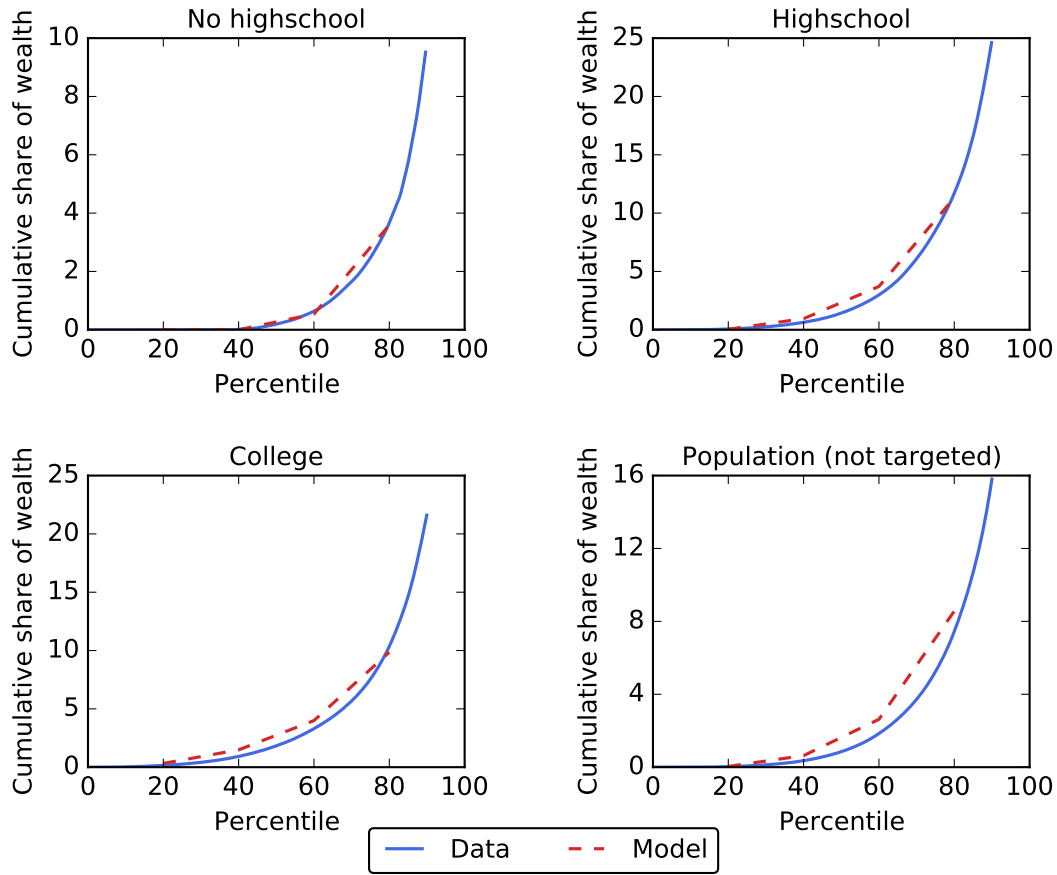 No highschool
Cumulative share of wealth
10
8
6
4
2
0
0 20 40 60 80 100
Percentile
Highschool
Cumulative share of wealth
25
20
15
10
5
0
0 20 40 60 80 100
Percentile
College
Cumulative share of wealth
25
20
15
10
5
0
0 20 40 60 80 100
Percentile
Population (not targeted)
Cumulative share of wealth
16
12
8
4
0
0 20 40 60 80 100
Percentile
Data Model